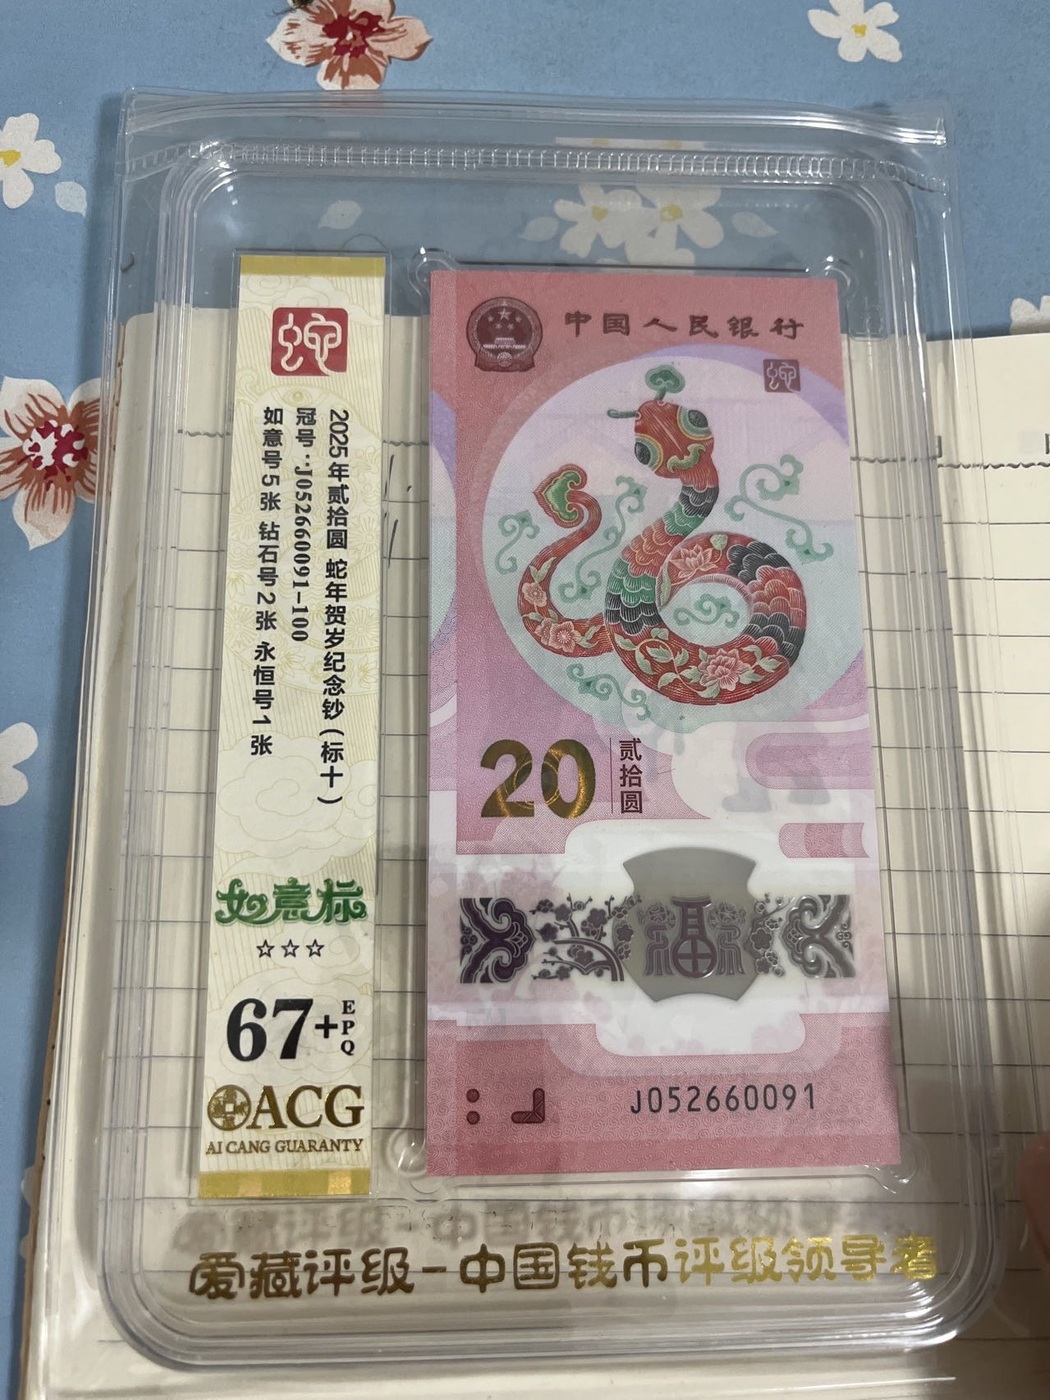 蛇
2025年贰拾圆 蛇年贺岁纪念钞(标十)
冠号:J052660091-100
如意号5张 钻石号2张 永恒号1张
如意标
☆☆☆
67+
EPQ
ACG
AI CANG GUARANTY
中国人民银行
蛇
20
贰拾圆
福
J052660091
爱藏评级-中国钱币评级领导者